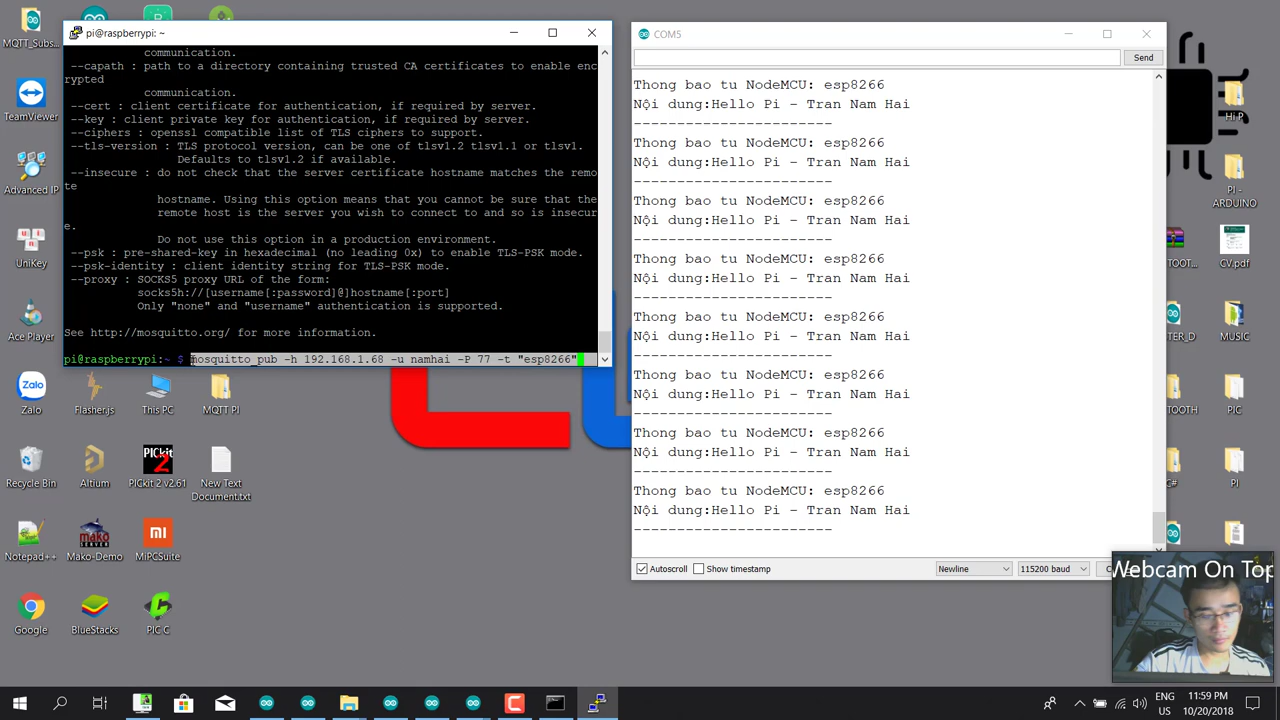 MQTT_Subs...
TeamViewer
Advanced IP
UniKey
Ace Player
Zalo
Flasher.js
This PC
MQTT PI
Recycle Bin
Altium
PICkit 2 v2.61
New Text
Document.txt
Notepad++
Mako-Demo
MiPCSuite
Google
BlueStacks
PIC C
pi@raspberrypi: ~
communication.
--capath : path to a directory containing trusted CA certificates to enable enc
rypted
communication.
--cert : client certificate for authentication, if required by server.
--key : client private key for authentication, if required by server.
--ciphers : openssl compatible list of TLS ciphers to support.
--tls-version : TLS protocol version, can be one of tlsv1.2 tlsv1.1 or tlsv1.
Defaults to tlsv1.2 if available.
--insecure : do not check that the server certificate hostname matches the remo
te
hostname. Using this option means that you cannot be sure that the
remote host is the server you wish to connect to and so is insecur
e.
Do not use this option in a production environment.
--psk : pre-shared-key in hexadecimal (no leading 0x) to enable TLS-PSK mode.
--psk-identity : client identity string for TLS-PSK mode.
--proxy : SOCKS5 proxy URL of the form:
socks5h://[username[:password]@]hostname[:port]
Only "none" and "username" authentication is supported.
See http://mosquitto.org/ for more information.
pi@raspberrypi:~ $ mosquitto_pub -h 192.168.1.68 -u namhai -P 77 -t "esp8266"
COM5
Send
Thong bao tu NodeMCU: esp8266
Nội dung:Hello Pi - Tran Nam Hai
-----------------------
Thong bao tu NodeMCU: esp8266
Nội dung:Hello Pi - Tran Nam Hai
-----------------------
Thong bao tu NodeMCU: esp8266
Nội dung:Hello Pi - Tran Nam Hai
-----------------------
Thong bao tu NodeMCU: esp8266
Nội dung:Hello Pi - Tran Nam Hai
-----------------------
Thong bao tu NodeMCU: esp8266
Nội dung:Hello Pi - Tran Nam Hai
-----------------------
Thong bao tu NodeMCU: esp8266
Nội dung:Hello Pi - Tran Nam Hai
-----------------------
Thong bao tu NodeMCU: esp8266
Nội dung:Hello Pi - Tran Nam Hai
-----------------------
Thong bao tu NodeMCU: esp8266
Nội dung:Hello Pi - Tran Nam Hai
-----------------------
Autoscroll
Show timestamp
Newline
115200 baud
Hi P
PI -
ARDUINO
CV.pdf
MUSIC
PIC
PI
Webcam On Top
ENG
US
11:59 PM
10/20/2018